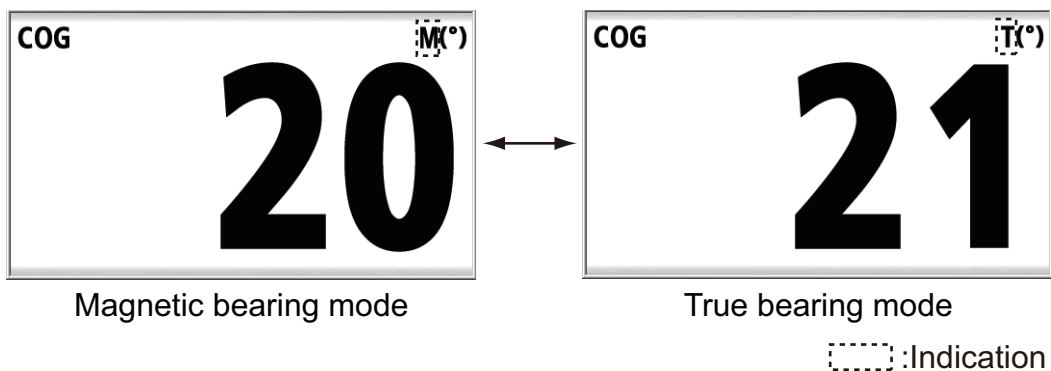 COG M(°)
20
Magnetic bearing mode
COG T(°)
21
True bearing mode
:Indication